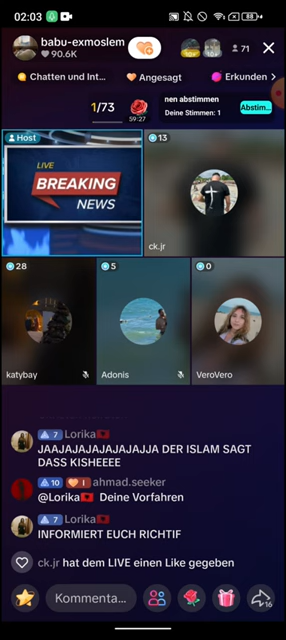 02:03
88
babu-exmoslem
90.6K
71
Chatten und Int...
Angesagt
Erkunden
1/73
59:27
nen abstimmen
Deine Stimmen: 1
Abstim...
Host
13
LIVE
BREAKING
NEWS
ck.jr
28
5
0
katybay
Adonis
VeroVero
7 Lorika
JAAJAJAJAJAJAJAJJA DER ISLAM SAGT
DASS KISHEEEE
10 I ahmad.seeker
@Lorika Deine Vorfahren
7 Lorika
INFORMIERT EUCH RICHTIF
ck.jr hat dem LIVE einen Like gegeben
Kommenta...
16